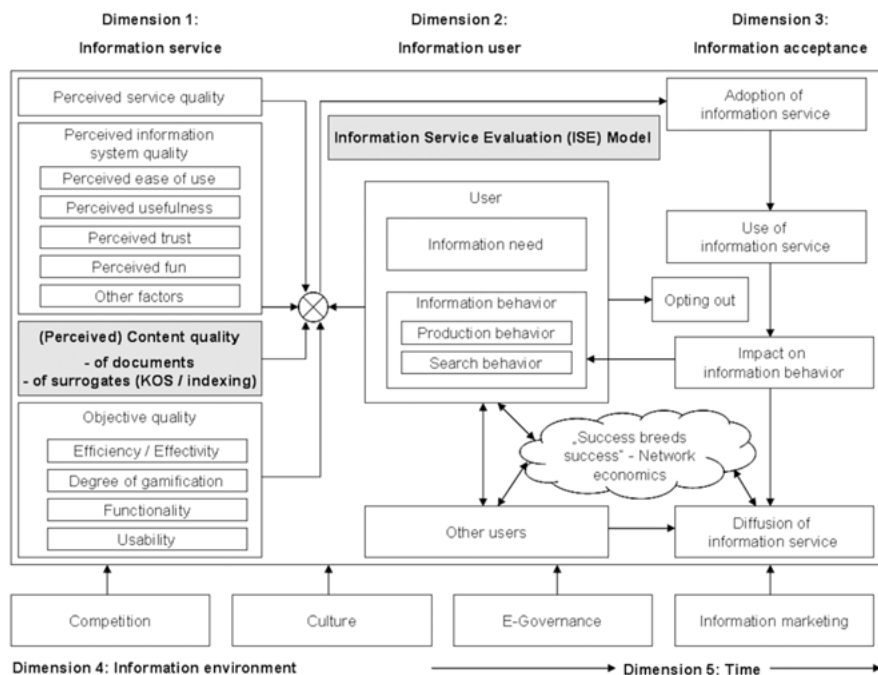 Dimension 1:
Information service
Dimension 2:
Information user
Dimension 3:
Information acceptance
Perceived service quality
Perceived information
system quality
Perceived ease of use
Perceived usefulness
Perceived trust
Perceived fun
Other factors
(Perceived) Content quality
- of documents
- of surrogates (KOS / indexing)
Objective quality
Efficiency / Effectivity
Degree of gamification
Functionality
Usability
Information Service Evaluation (ISE) Model
User
Information need
Information behavior
Production behavior
Search behavior
„Success breeds
success“ - Network
economics
Other users
Adoption of
information service
Use of
information service
Opting out
Impact on
information behavior
Diffusion of
information service
Competition
Culture
E-Governance
Information marketing
Dimension 4: Information environment
Dimension 5: Time